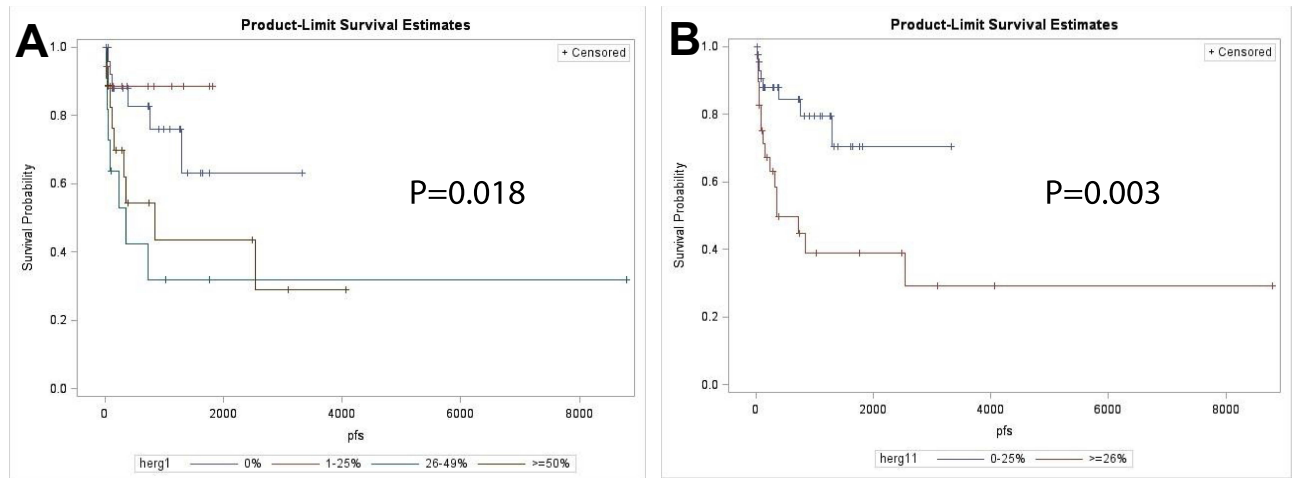 A
Product-Limit Survival Estimates
+ Censored
1.0
0.8
0.6
0.4
0.2
0.0
Survival Probability
P=0.018
0 2000 4000 6000 8000
pfs
herg1 0% 1-25% 26-49% >=50%
B
Product-Limit Survival Estimates
+ Censored
1.0
0.8
0.6
0.4
0.2
0.0
Survival Probability
P=0.003
0 2000 4000 6000 8000
pfs
herg11 0-25% >=26%